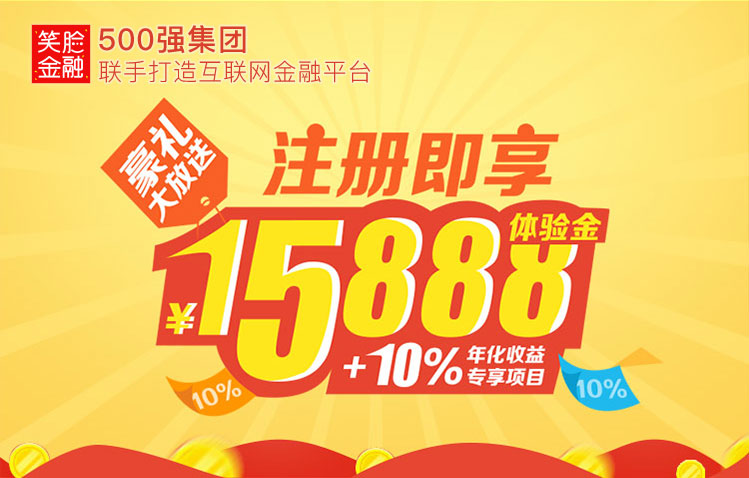 笑脸
金融
500强集团
联手打造互联网金融平台
豪礼
大放送
注册即享
¥15888
体验金
+10%
年化收益
专享项目
10%
10%